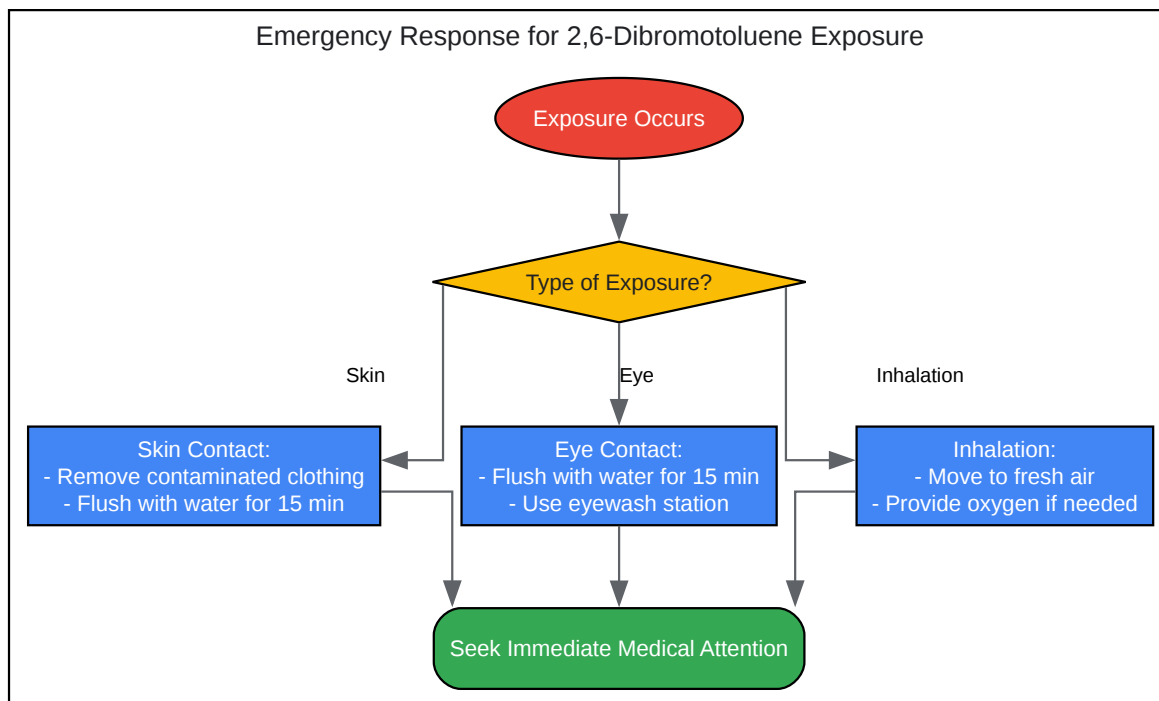 Emergency Response for 2,6-Dibromotoluene Exposure
Exposure Occurs
Type of Exposure?
Skin
Eye
Inhalation
Skin Contact:
- Remove contaminated clothing
- Flush with water for 15 min
Eye Contact:
- Flush with water for 15 min
- Use eyewash station
Inhalation:
- Move to fresh air
- Provide oxygen if needed
Seek Immediate Medical Attention